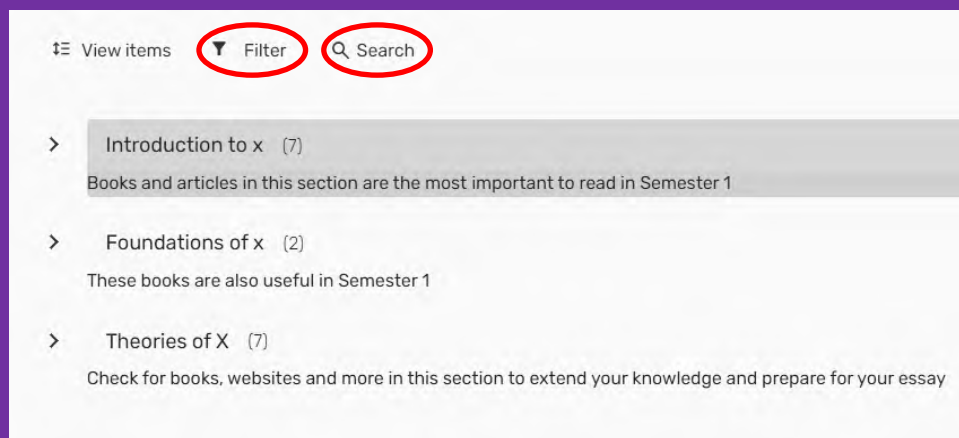 View items Filter Search
Introduction to x (7)
Books and articles in this section are the most important to read in Semester 1
Foundations of x (2)
These books are also useful in Semester 1
Theories of X (7)
Check for books, websites and more in this section to extend your knowledge and prepare for your essay